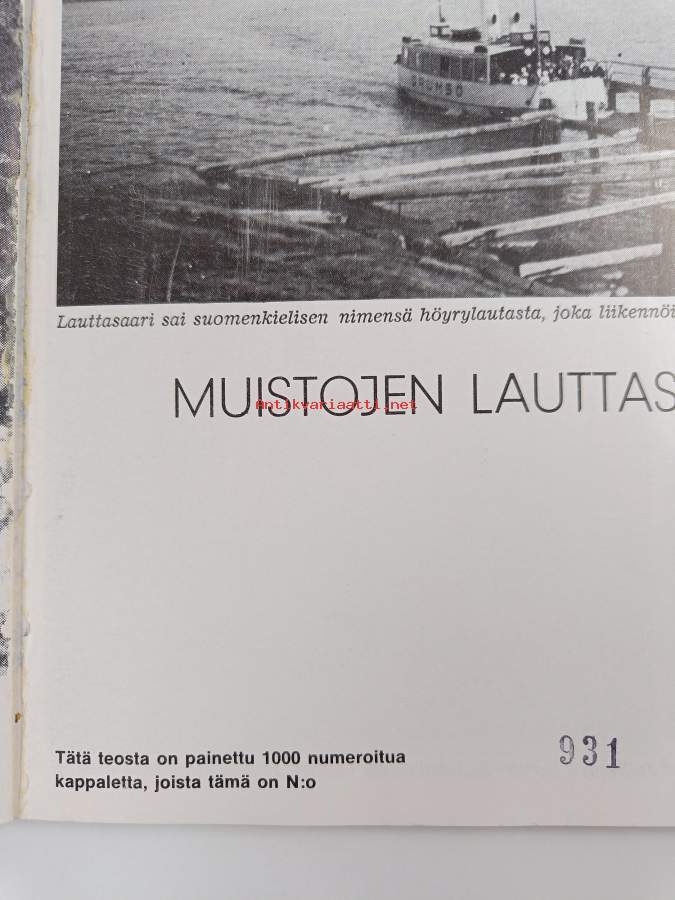 DRUMSÖ
Lauttasaari sai suomenkielisen nimensä höyrylautasta, joka liikennöi
MUISTOJEN LAUTTAS
Antikvariaatti.net
Tätä teosta on painettu 1000 numeroitua
kappaletta, joista tämä on N:o
931